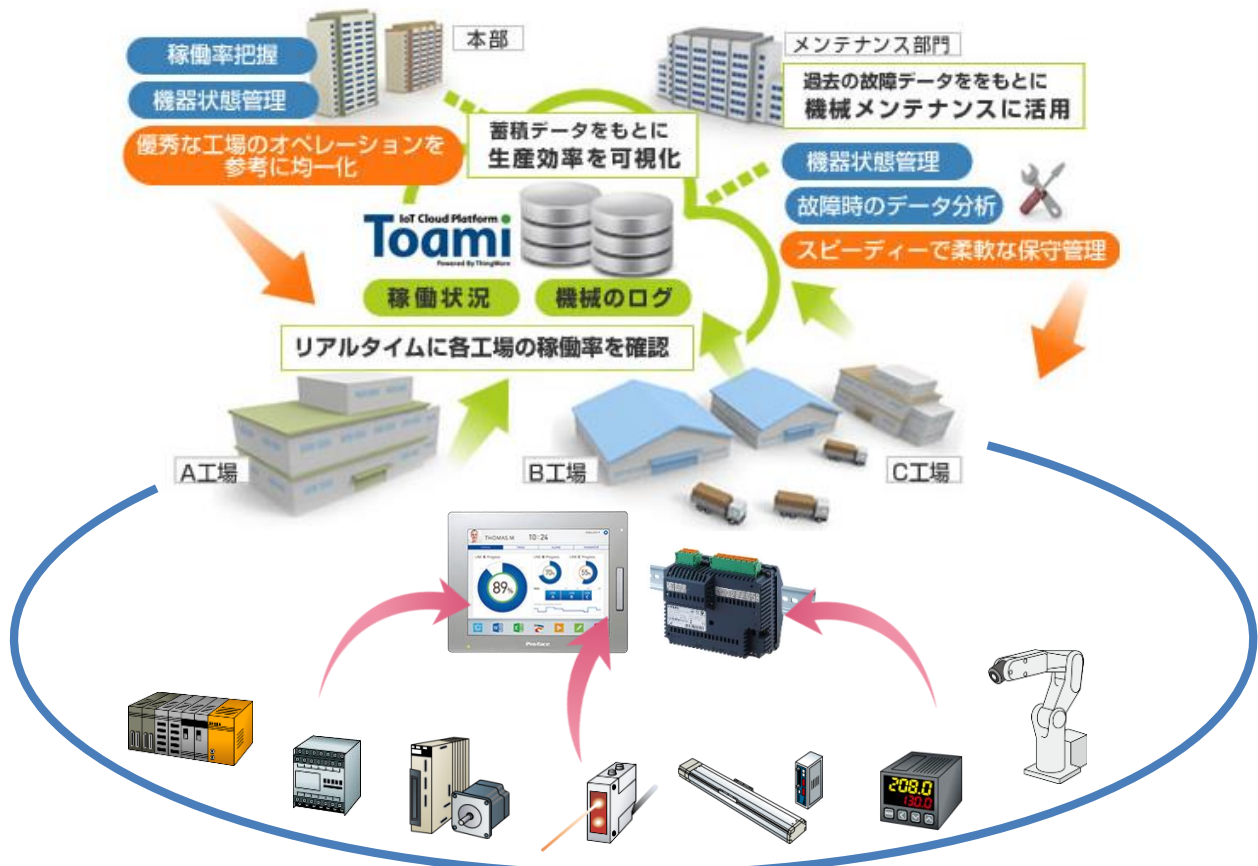 本部
稼働率把握
機器状態管理
優秀な工場のオペレーションを
参考に均一化
メンテナンス部門
過去の故障データををもとに
機械メンテナンスに活用
蓄積データをもとに
生産効率を可視化
機器状態管理
故障時のデータ分析
スピーディーで柔軟な保守管理
IoT Cloud Platform
Toami
Powered By ThingWorx
稼働状況
機械のログ
リアルタイムに各工場の稼働率を確認
A工場
B工場
C工場
THOMAS M
10:24
89%
70%
55%
Pro-face
208.0
130.0